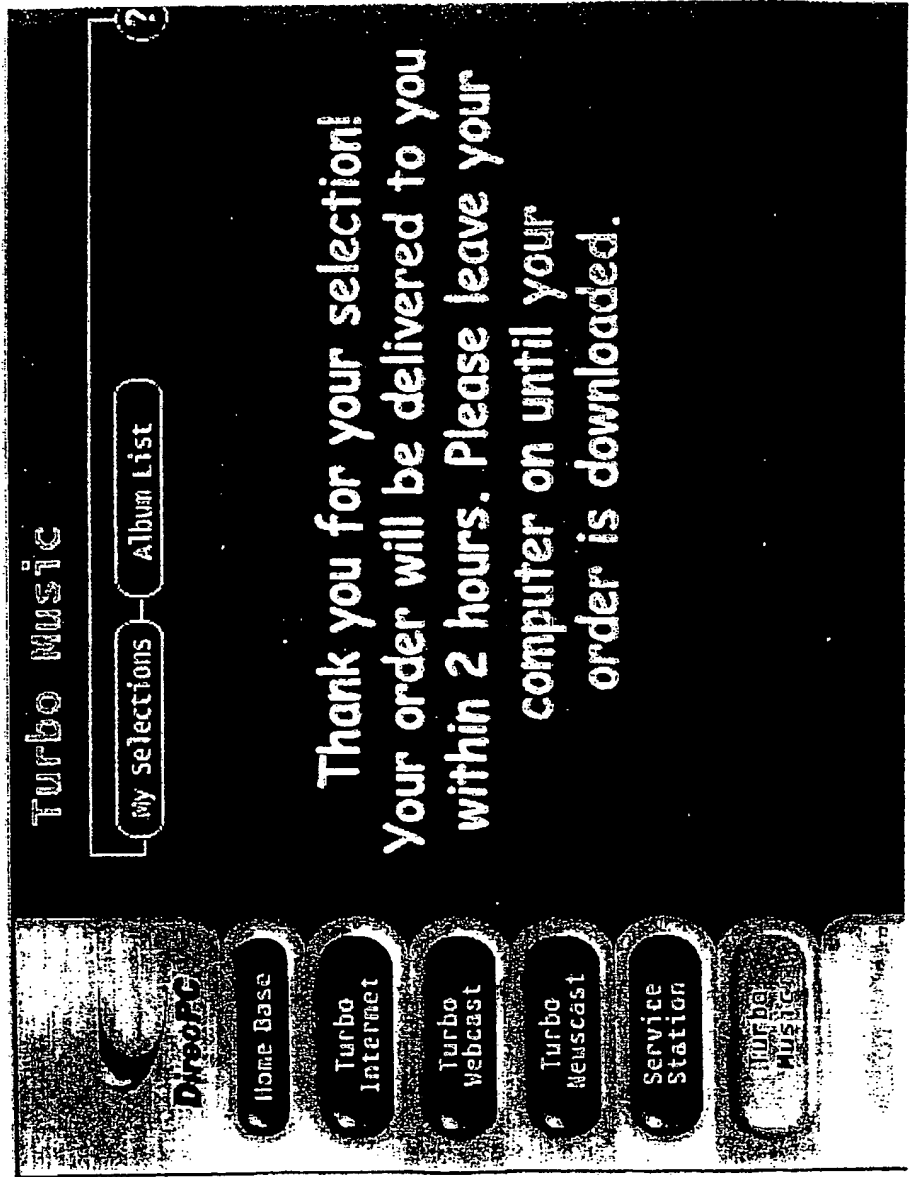 Turbo Music
?
My Selections
Album List
DirecPC
Home Base
Turbo
Internet
Turbo
Webcast
Turbo
Newscast
Service
Station
Turbo
Music
Thank you for your selection!
Your order will be delivered to you
within 2 hours. Please leave your
computer on until your
order is downloaded.